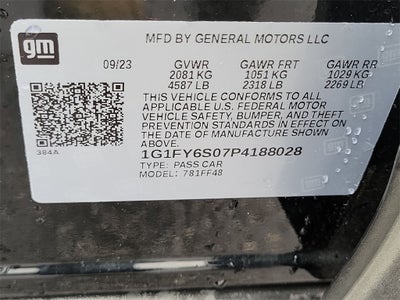 gm
MFD BY GENERAL MOTORS LLC
09/23 GVWR GAWR FRT GAWR RR
2081 KG 1051 KG 1029 KG
4587 LB 2318 LB 2269 LB
THIS VEHICLE CONFORMS TO ALL
APPLICABLE U.S. FEDERAL MOTOR
VEHICLE SAFETY, BUMPER, AND THEFT
PREVENTION STANDARDS IN EFFECT ON
THE DATE OF MANUFACTURE SHOWN ABOVE.
384A
1G1FY6S07P4188028
TYPE: PASS CAR
MODEL: 781FF48